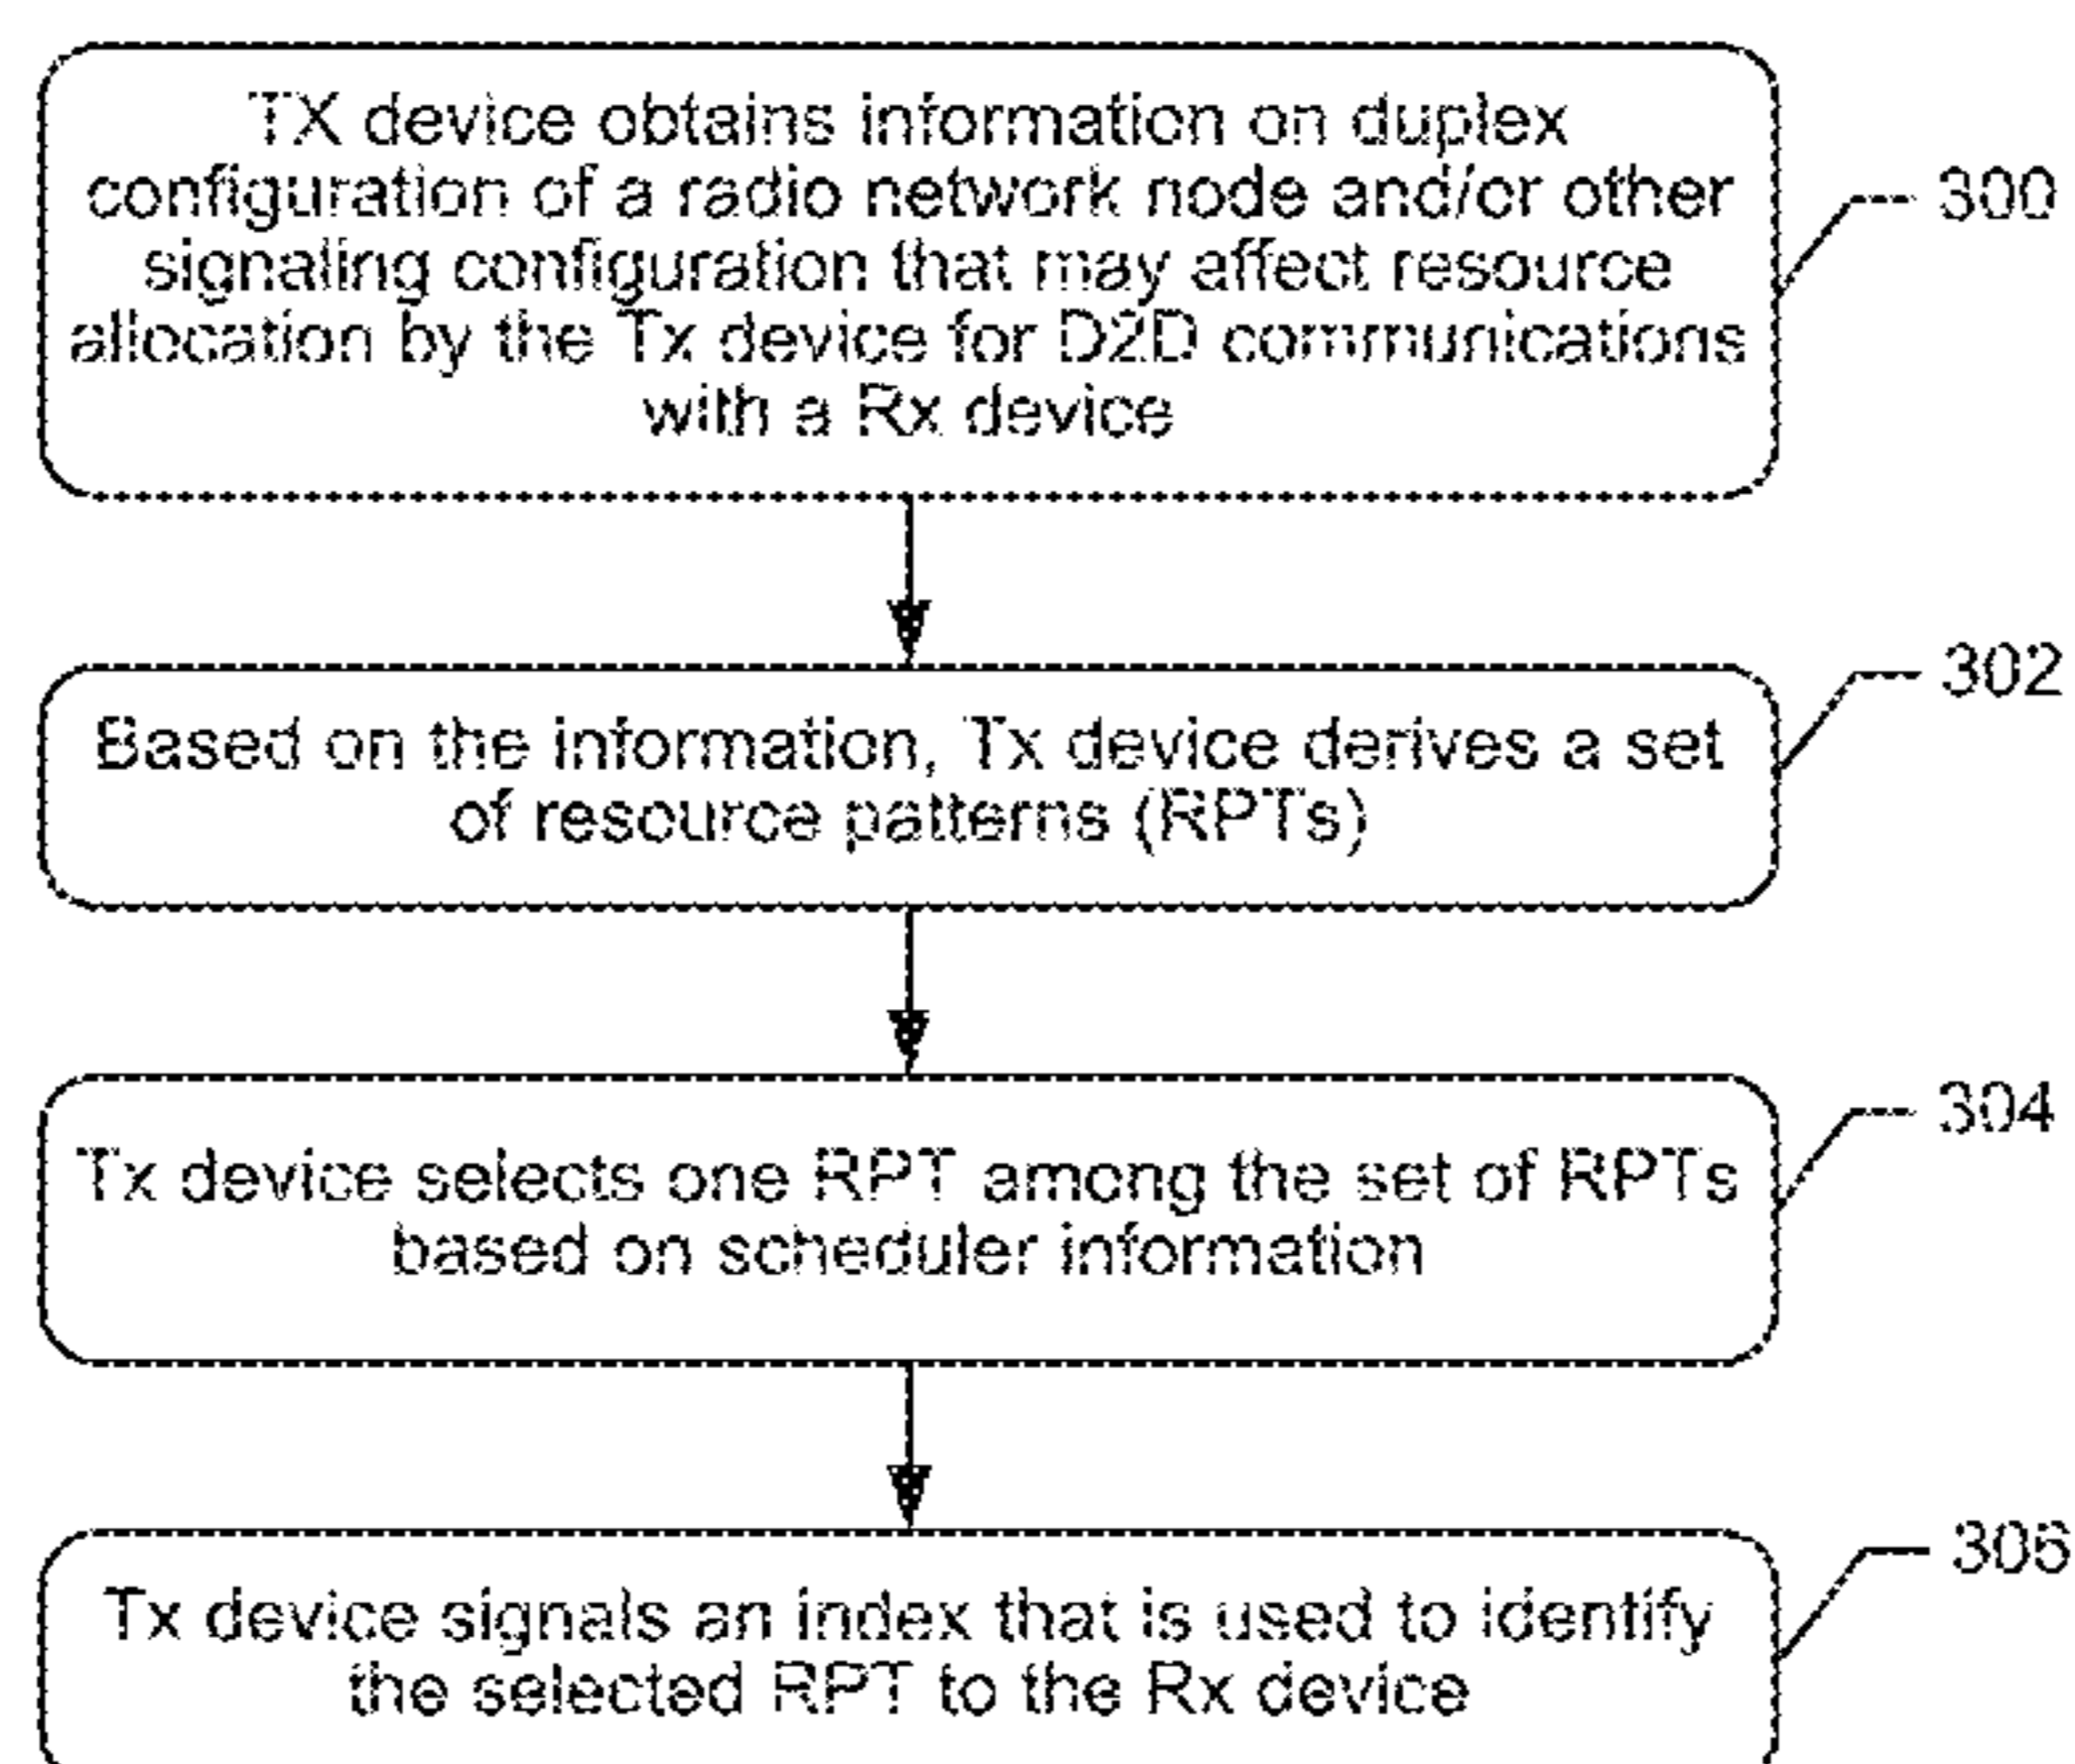 TX device obtains information on duplex
configuration of a radio network node and/or other
signaling configuration that may affect resource
allocation by the Tx device for D2D communications
with a Rx device
300
Based on the information, Tx device derives a set
of resource patterns (RPTs)
302
Tx device selects one RPT among the set of RPTs
based on scheduler information
304
Tx device signals an index that is used to identify
the selected RPT to the Rx device
306